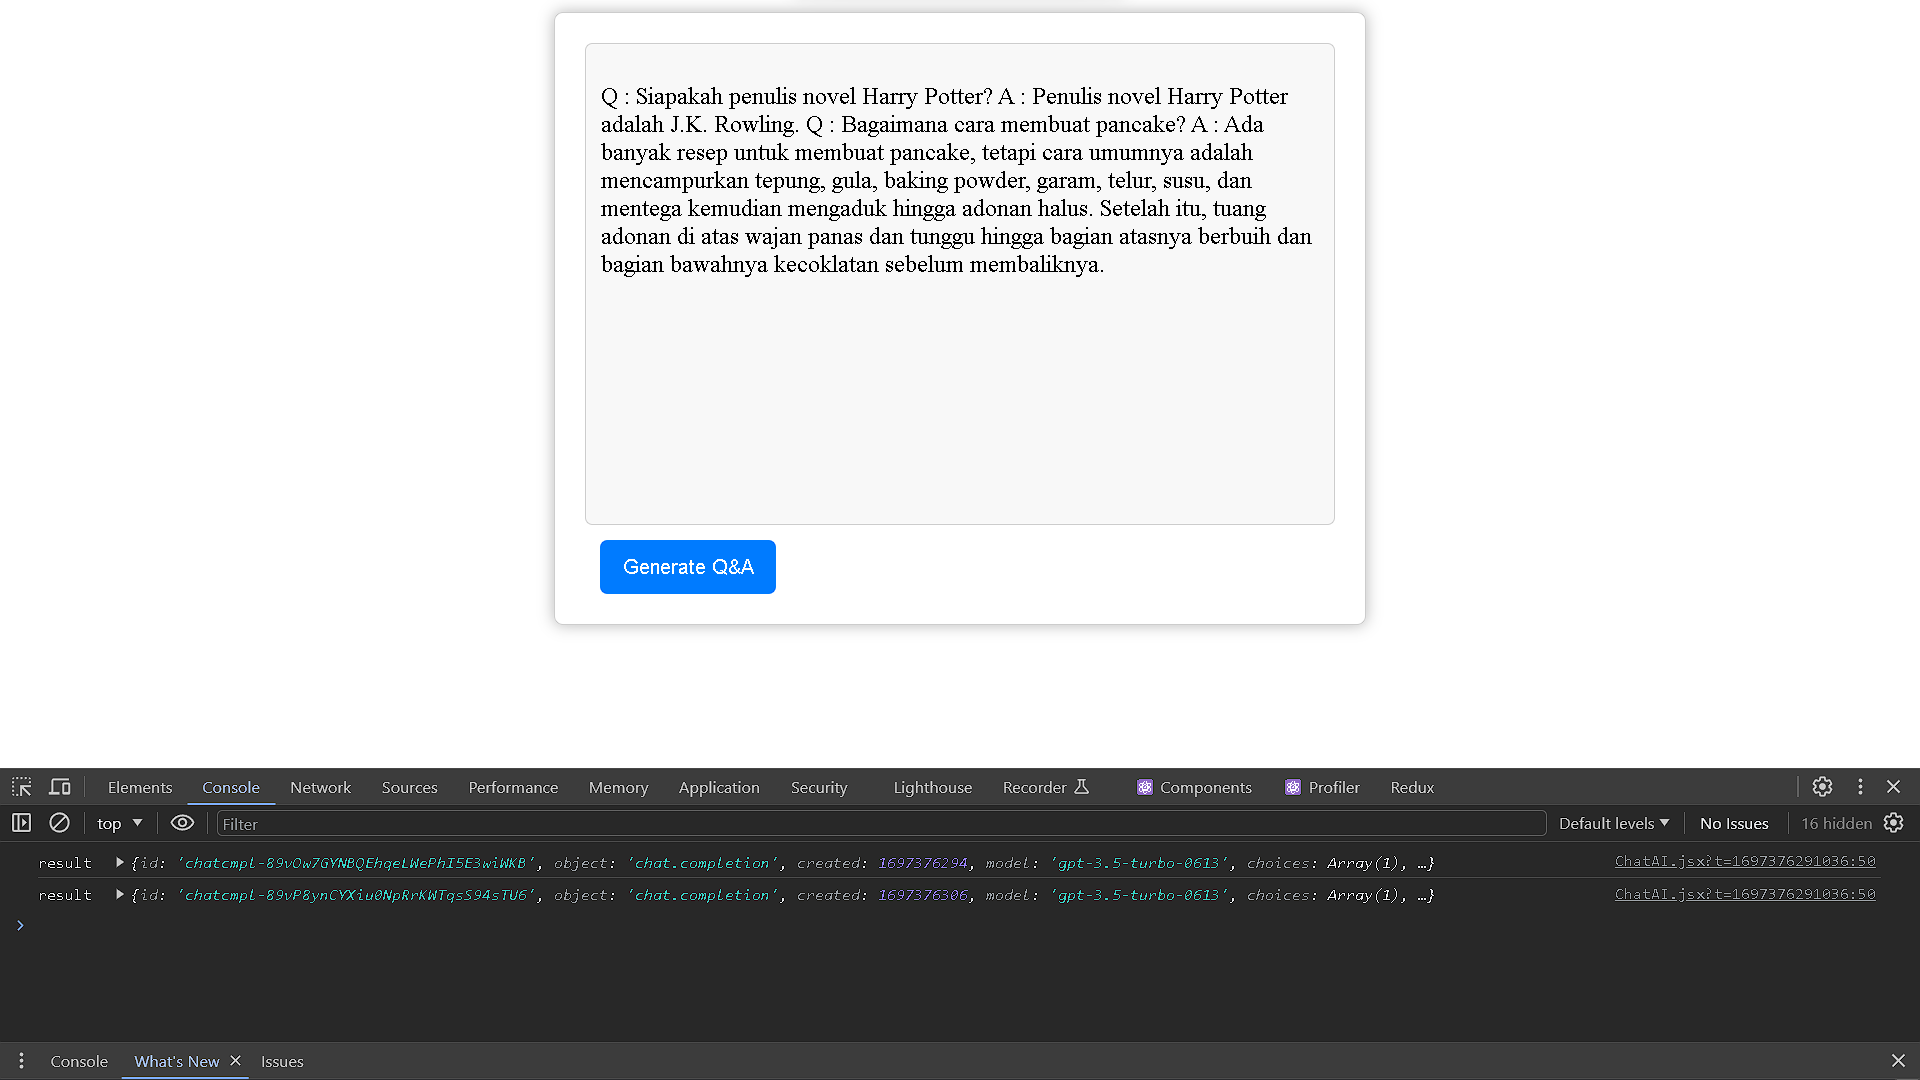 Q : Siapakah penulis novel Harry Potter? A : Penulis novel Harry Potter
adalah J.K. Rowling. Q : Bagaimana cara membuat pancake? A : Ada
banyak resep untuk membuat pancake, tetapi cara umumnya adalah
mencampurkan tepung, gula, baking powder, garam, telur, susu, dan
mentega kemudian mengaduk hingga adonan halus. Setelah itu, tuang
adonan di atas wajan panas dan tunggu hingga bagian atasnya berbuih dan
bagian bawahnya kecoklatan sebelum membaliknya.
Generate Q&A
Elements Console Network Sources Performance Memory Application Security Lighthouse Recorder Components Profiler Redux
top Filter Default levels No Issues 16 hidden
result {id: 'chatcmpl-89vOw7GYNBQEhqeLWePhI5E3wiWKB', object: 'chat.completion', created: 1697376294, model: 'gpt-3.5-turbo-0613', choices: Array(1), …} ChatAI.jsx?t=1697376291036:50
result {id: 'chatcmpl-89vP8ynCYXiu0NpRrKWTqsS94sTU6', object: 'chat.completion', created: 1697376306, model: 'gpt-3.5-turbo-0613', choices: Array(1), …} ChatAI.jsx?t=1697376291036:50
Console What's New Issues